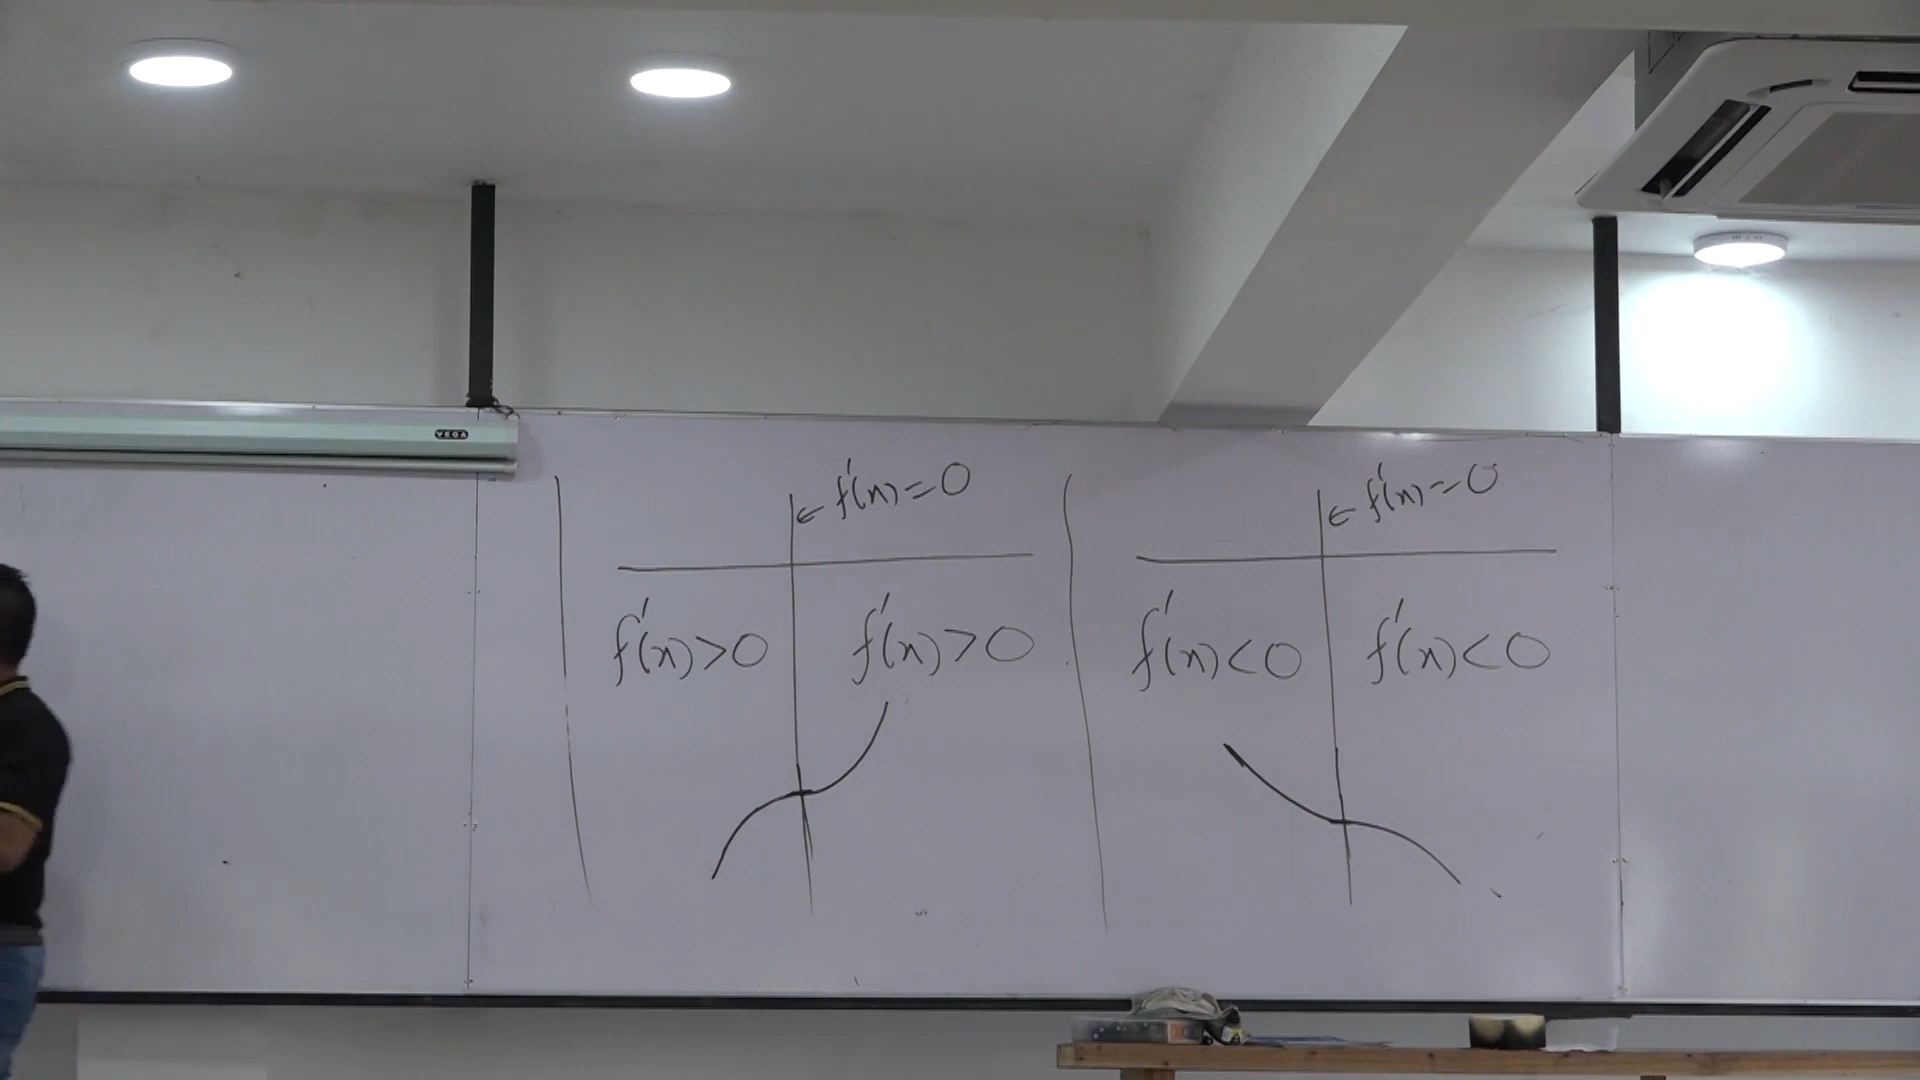 VEGA
← f'(x) = 0
f'(x) > 0 f'(x) > 0
← f'(x) = 0
f'(x) < 0 f'(x) < 0